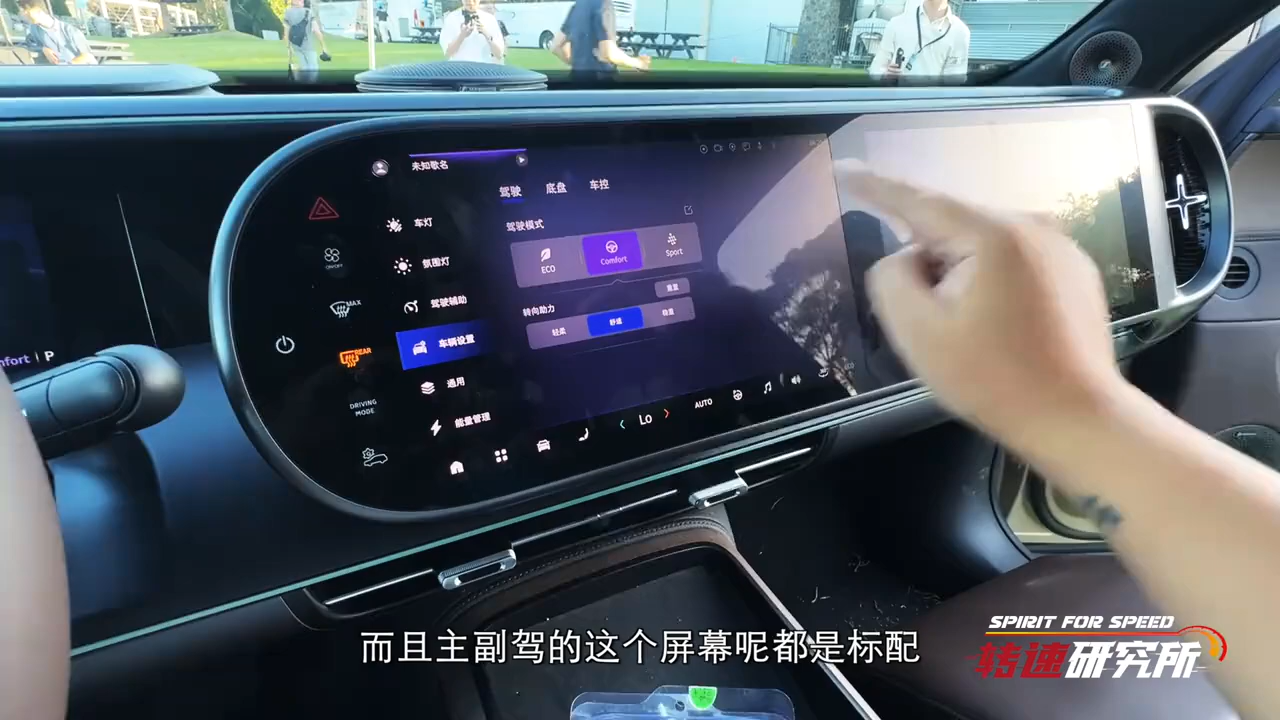 未知歌名
驾驶 底盘 车控
车灯
驾驶模式
氛围灯
ECO
Comfort
Sport
ON/OFF
MAX
驾驶辅助
重置
转向助力
轻柔
舒适
稳重
REAR
车辆设置
mfort | P
通用
DRIVING
MODE
能量管理
Lo
AUTO
而且主副驾的这个屏幕呢都是标配
SPIRIT FOR SPEED
转速研究所